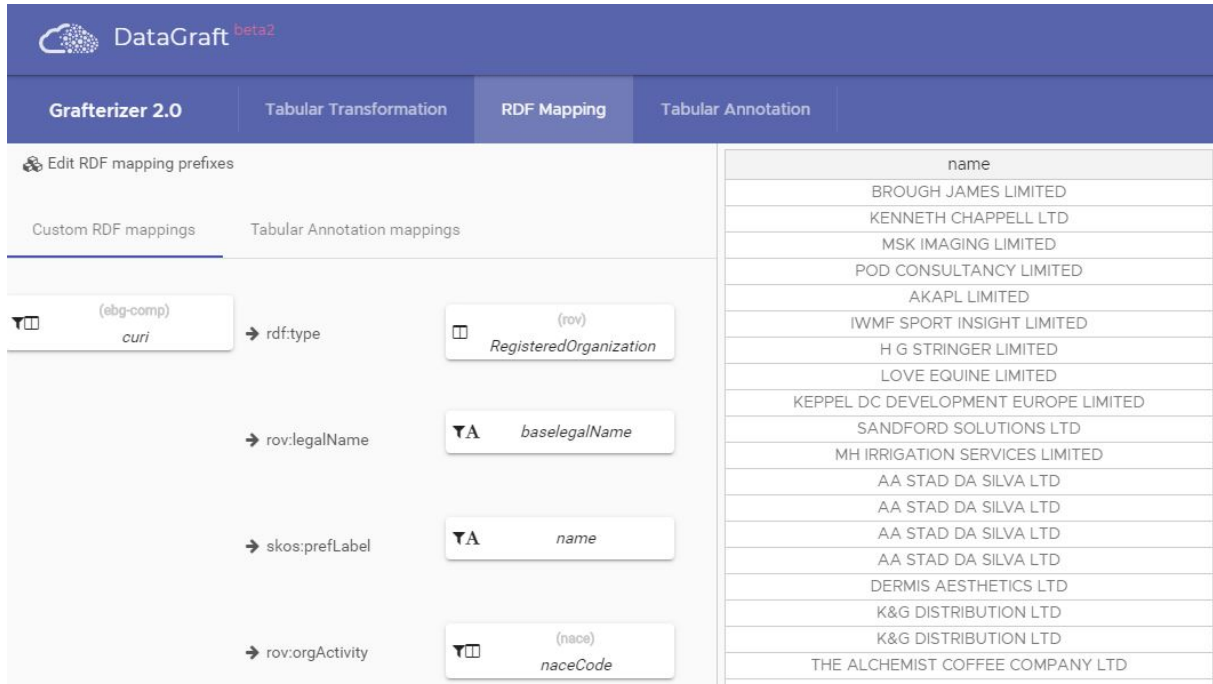 DataGraft beta2
Grafterizer 2.0
Tabular Transformation
RDF Mapping
Tabular Annotation
Edit RDF mapping prefixes
Custom RDF mappings
Tabular Annotation mappings
(ebg-comp)
curi
rdf:type
(rov)
RegisteredOrganization
rov:legalName
A
baselegalName
skos:prefLabel
A
name
rov:orgActivity
(nace)
naceCode
name
BROUGH JAMES LIMITED
KENNETH CHAPPELL LTD
MSK IMAGING LIMITED
POD CONSULTANCY LIMITED
AKAPL LIMITED
IWMF SPORT INSIGHT LIMITED
H G STRINGER LIMITED
LOVE EQUINE LIMITED
KEPPEL DC DEVELOPMENT EUROPE LIMITED
SANDFORD SOLUTIONS LTD
MH IRRIGATION SERVICES LIMITED
AA STAD DA SILVA LTD
AA STAD DA SILVA LTD
AA STAD DA SILVA LTD
AA STAD DA SILVA LTD
DERMIS AESTHETICS LTD
K&G DISTRIBUTION LTD
K&G DISTRIBUTION LTD
THE ALCHEMIST COFFEE COMPANY LTD